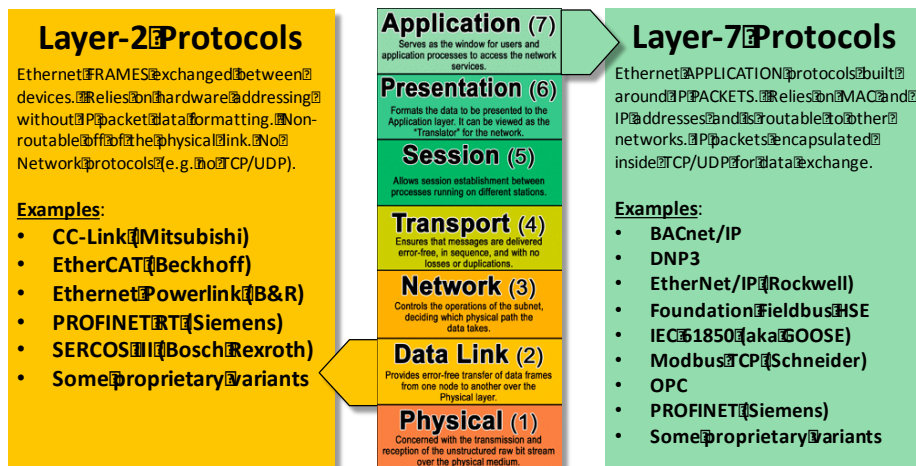 Layer-2 Protocols
Ethernet FRAMES exchanged between
devices. Relies on hardware addressing
without IP packet data formatting. Non-
routable off of the physical link. No
Network protocols (e.g. no TCP/UDP).
Examples:
• CC-Link (Mitsubishi)
• EtherCAT (Beckhoff)
• Ethernet Powerlink (B&R)
• PROFINET RT (Siemens)
• SERCOS III (Bosch Rexroth)
• Some proprietary variants
Application (7)
Serves as the window for users and
application processes to access the network
services.
Presentation (6)
Formats the data to be presented to the
Application layer. It can be viewed as the
"Translator" for the network.
Session (5)
Allows session establishment between
processes running on different stations.
Transport (4)
Ensures that messages are delivered
error-free, in sequence, and with no
losses or duplications.
Network (3)
Controls the operations of the subnet,
deciding which physical path the
data takes.
Data Link (2)
Provides error-free transfer of data frames
from one node to another over the
Physical layer.
Physical (1)
Concerned with the transmission and
reception of the unstructured raw bit stream
over the physical medium.
Layer-7 Protocols
Ethernet APPLICATION protocols built
around IP PACKETS. Relies on MAC and
IP addresses and is routable to other
networks. IP packets encapsulated
inside TCP/UDP for data exchange.
Examples:
• BACnet/IP
• DNP3
• EtherNet/IP (Rockwell)
• Foundation Fieldbus HSE
• IEC 61850 (aka GOOSE)
• Modbus TCP (Schneider)
• OPC
• PROFINET (Siemens)
• Some proprietary variants